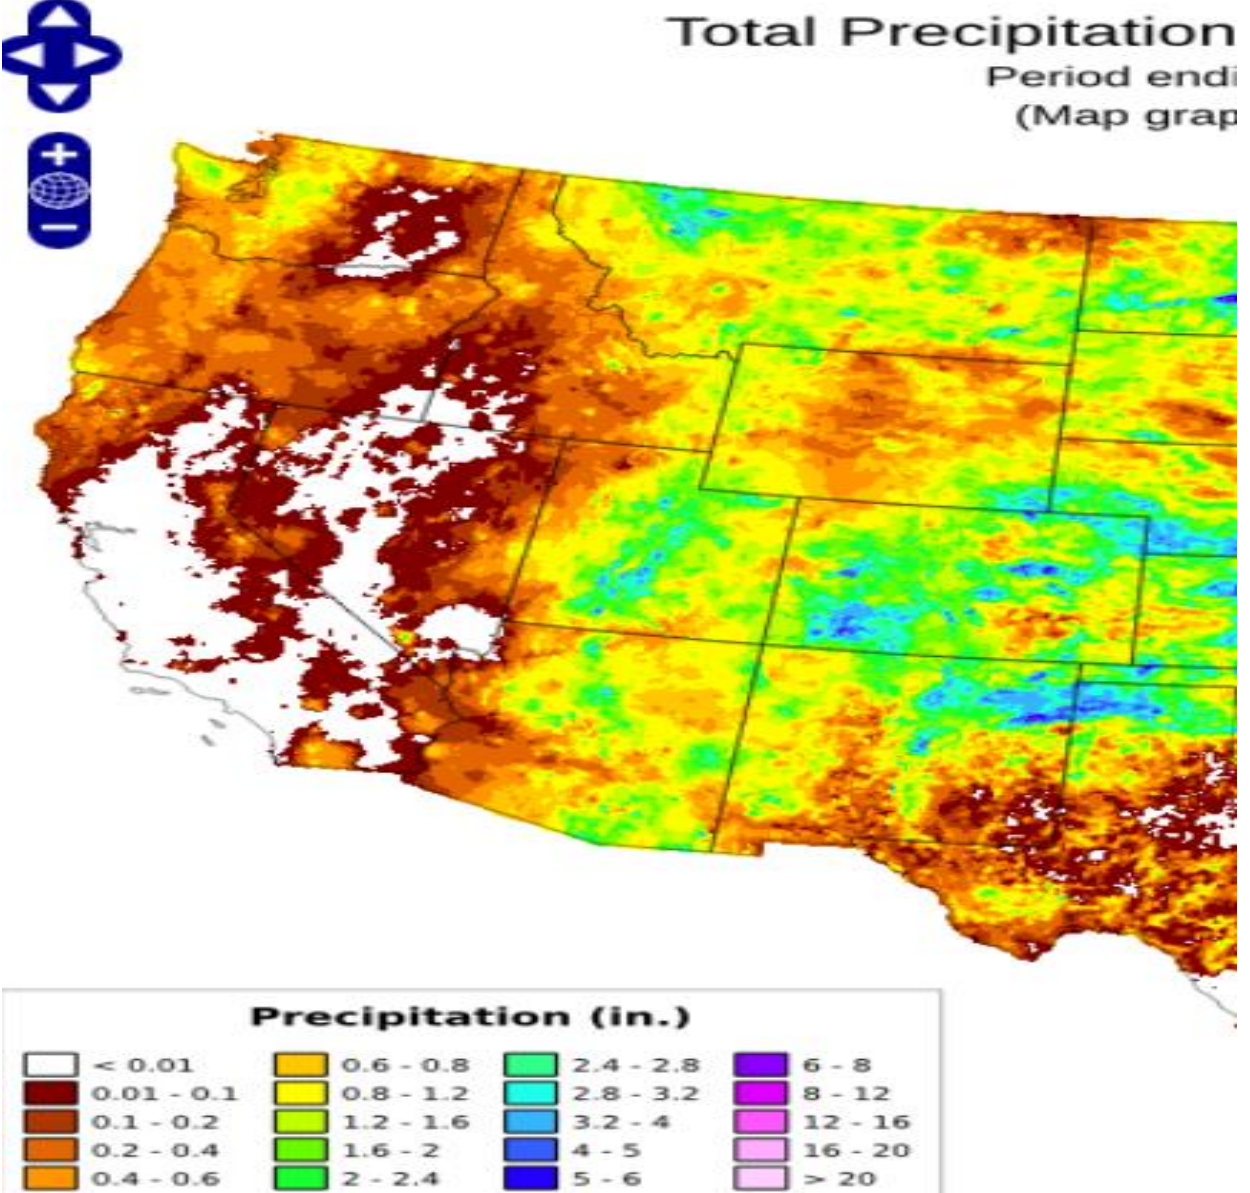 Total Precipitation
Period endi
(Map grap
Precipitation (in.)
< 0.01
0.01 - 0.1
0.1 - 0.2
0.2 - 0.4
0.4 - 0.6
0.6 - 0.8
0.8 - 1.2
1.2 - 1.6
1.6 - 2
2 - 2.4
2.4 - 2.8
2.8 - 3.2
3.2 - 4
4 - 5
5 - 6
6 - 8
8 - 12
12 - 16
16 - 20
> 20